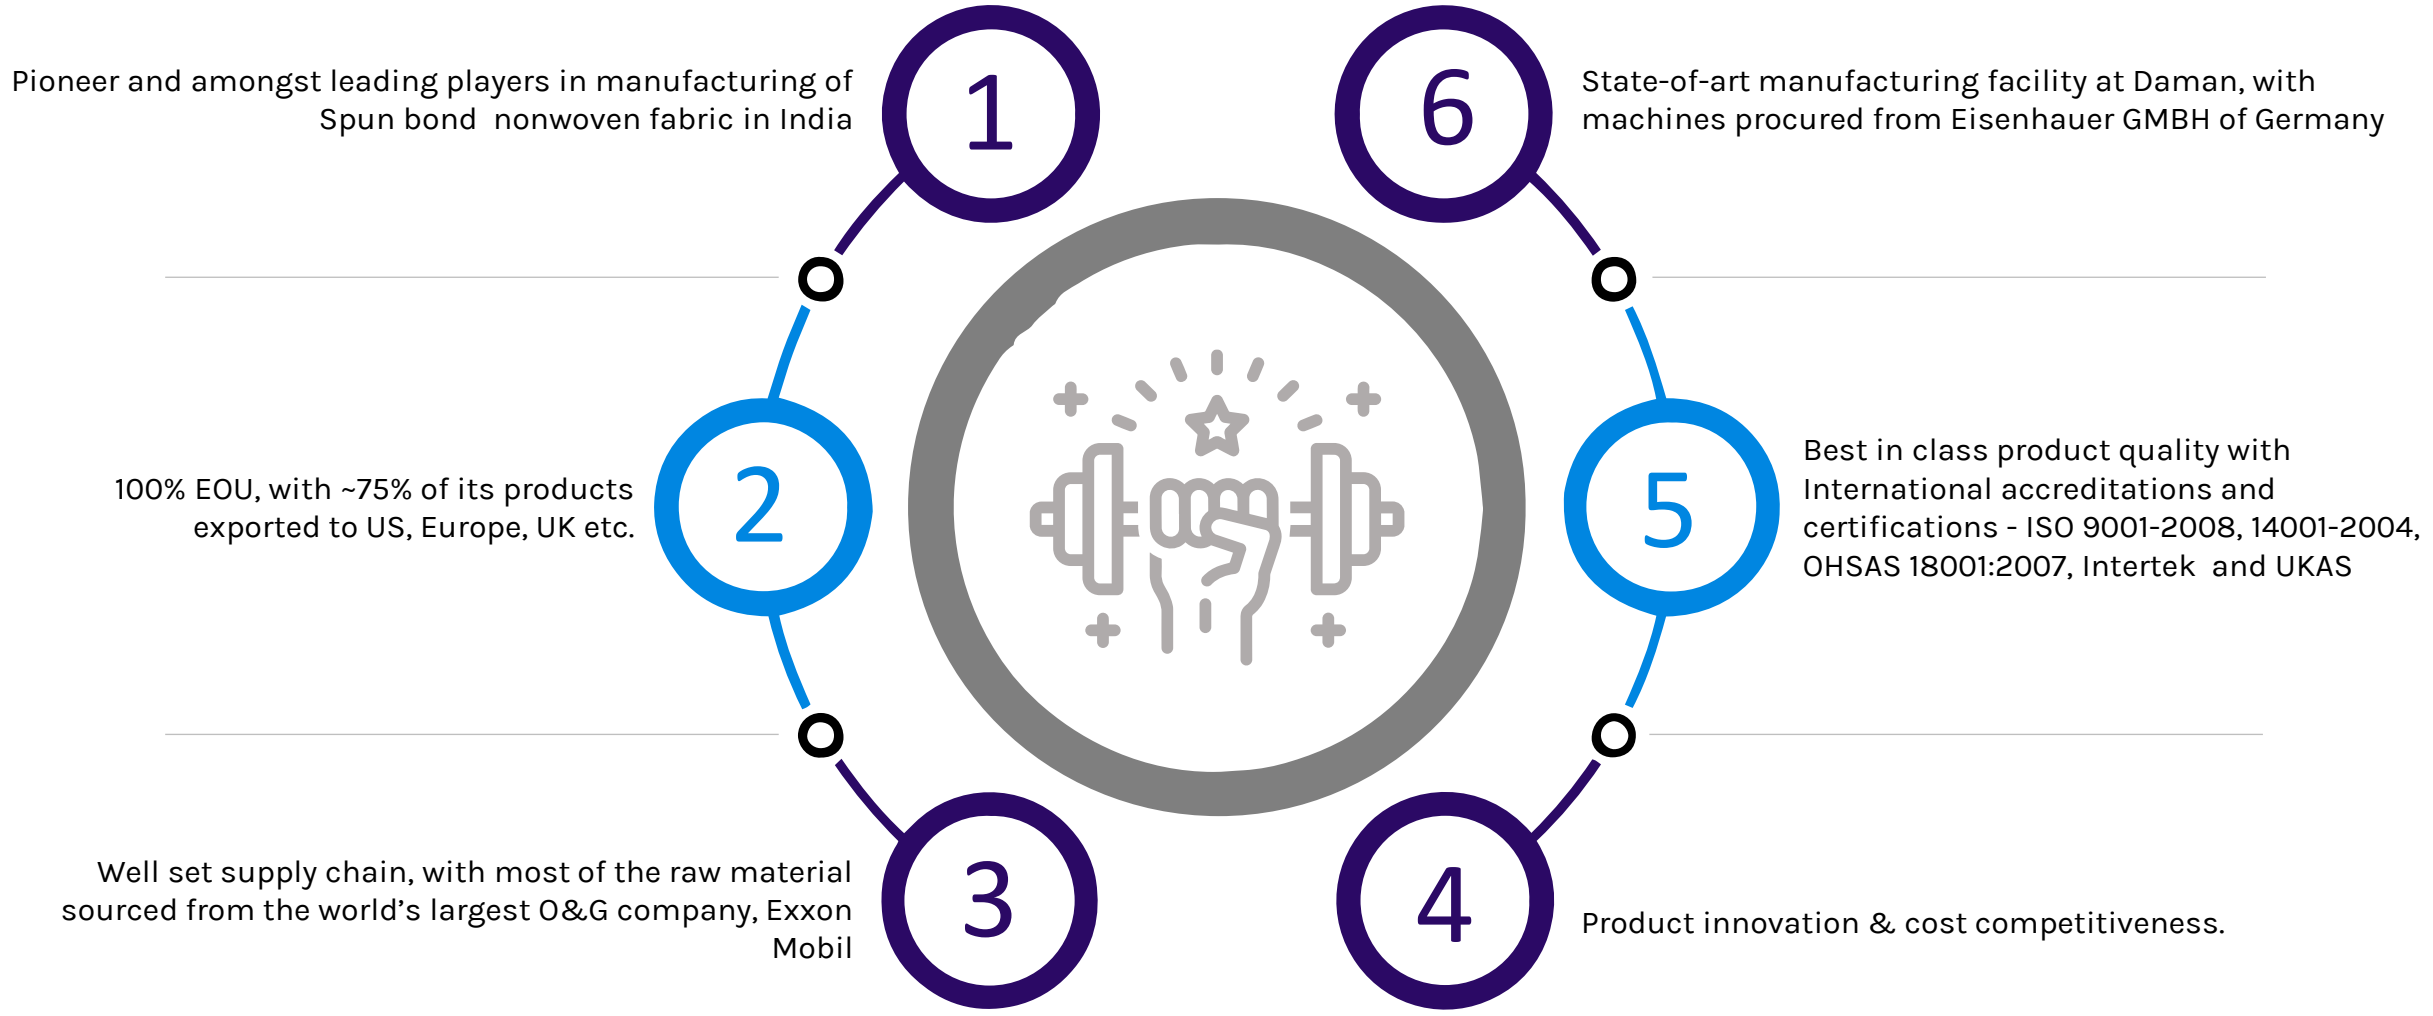 1
Pioneer and amongst leading players in manufacturing of
Spun bond  nonwoven fabric in India
2
100% EOU, with ~75% of its products
exported to US, Europe, UK etc.
3
Well set supply chain, with most of the raw material
sourced from the world’s largest O&G company, Exxon
Mobil
4
Product innovation & cost competitiveness.
5
Best in class product quality with
International accreditations and
certifications - ISO 9001-2008, 14001-2004,
OHSAS 18001:2007, Intertek  and UKAS
6
State-of-art manufacturing facility at Daman, with
machines procured from Eisenhauer GMBH of Germany